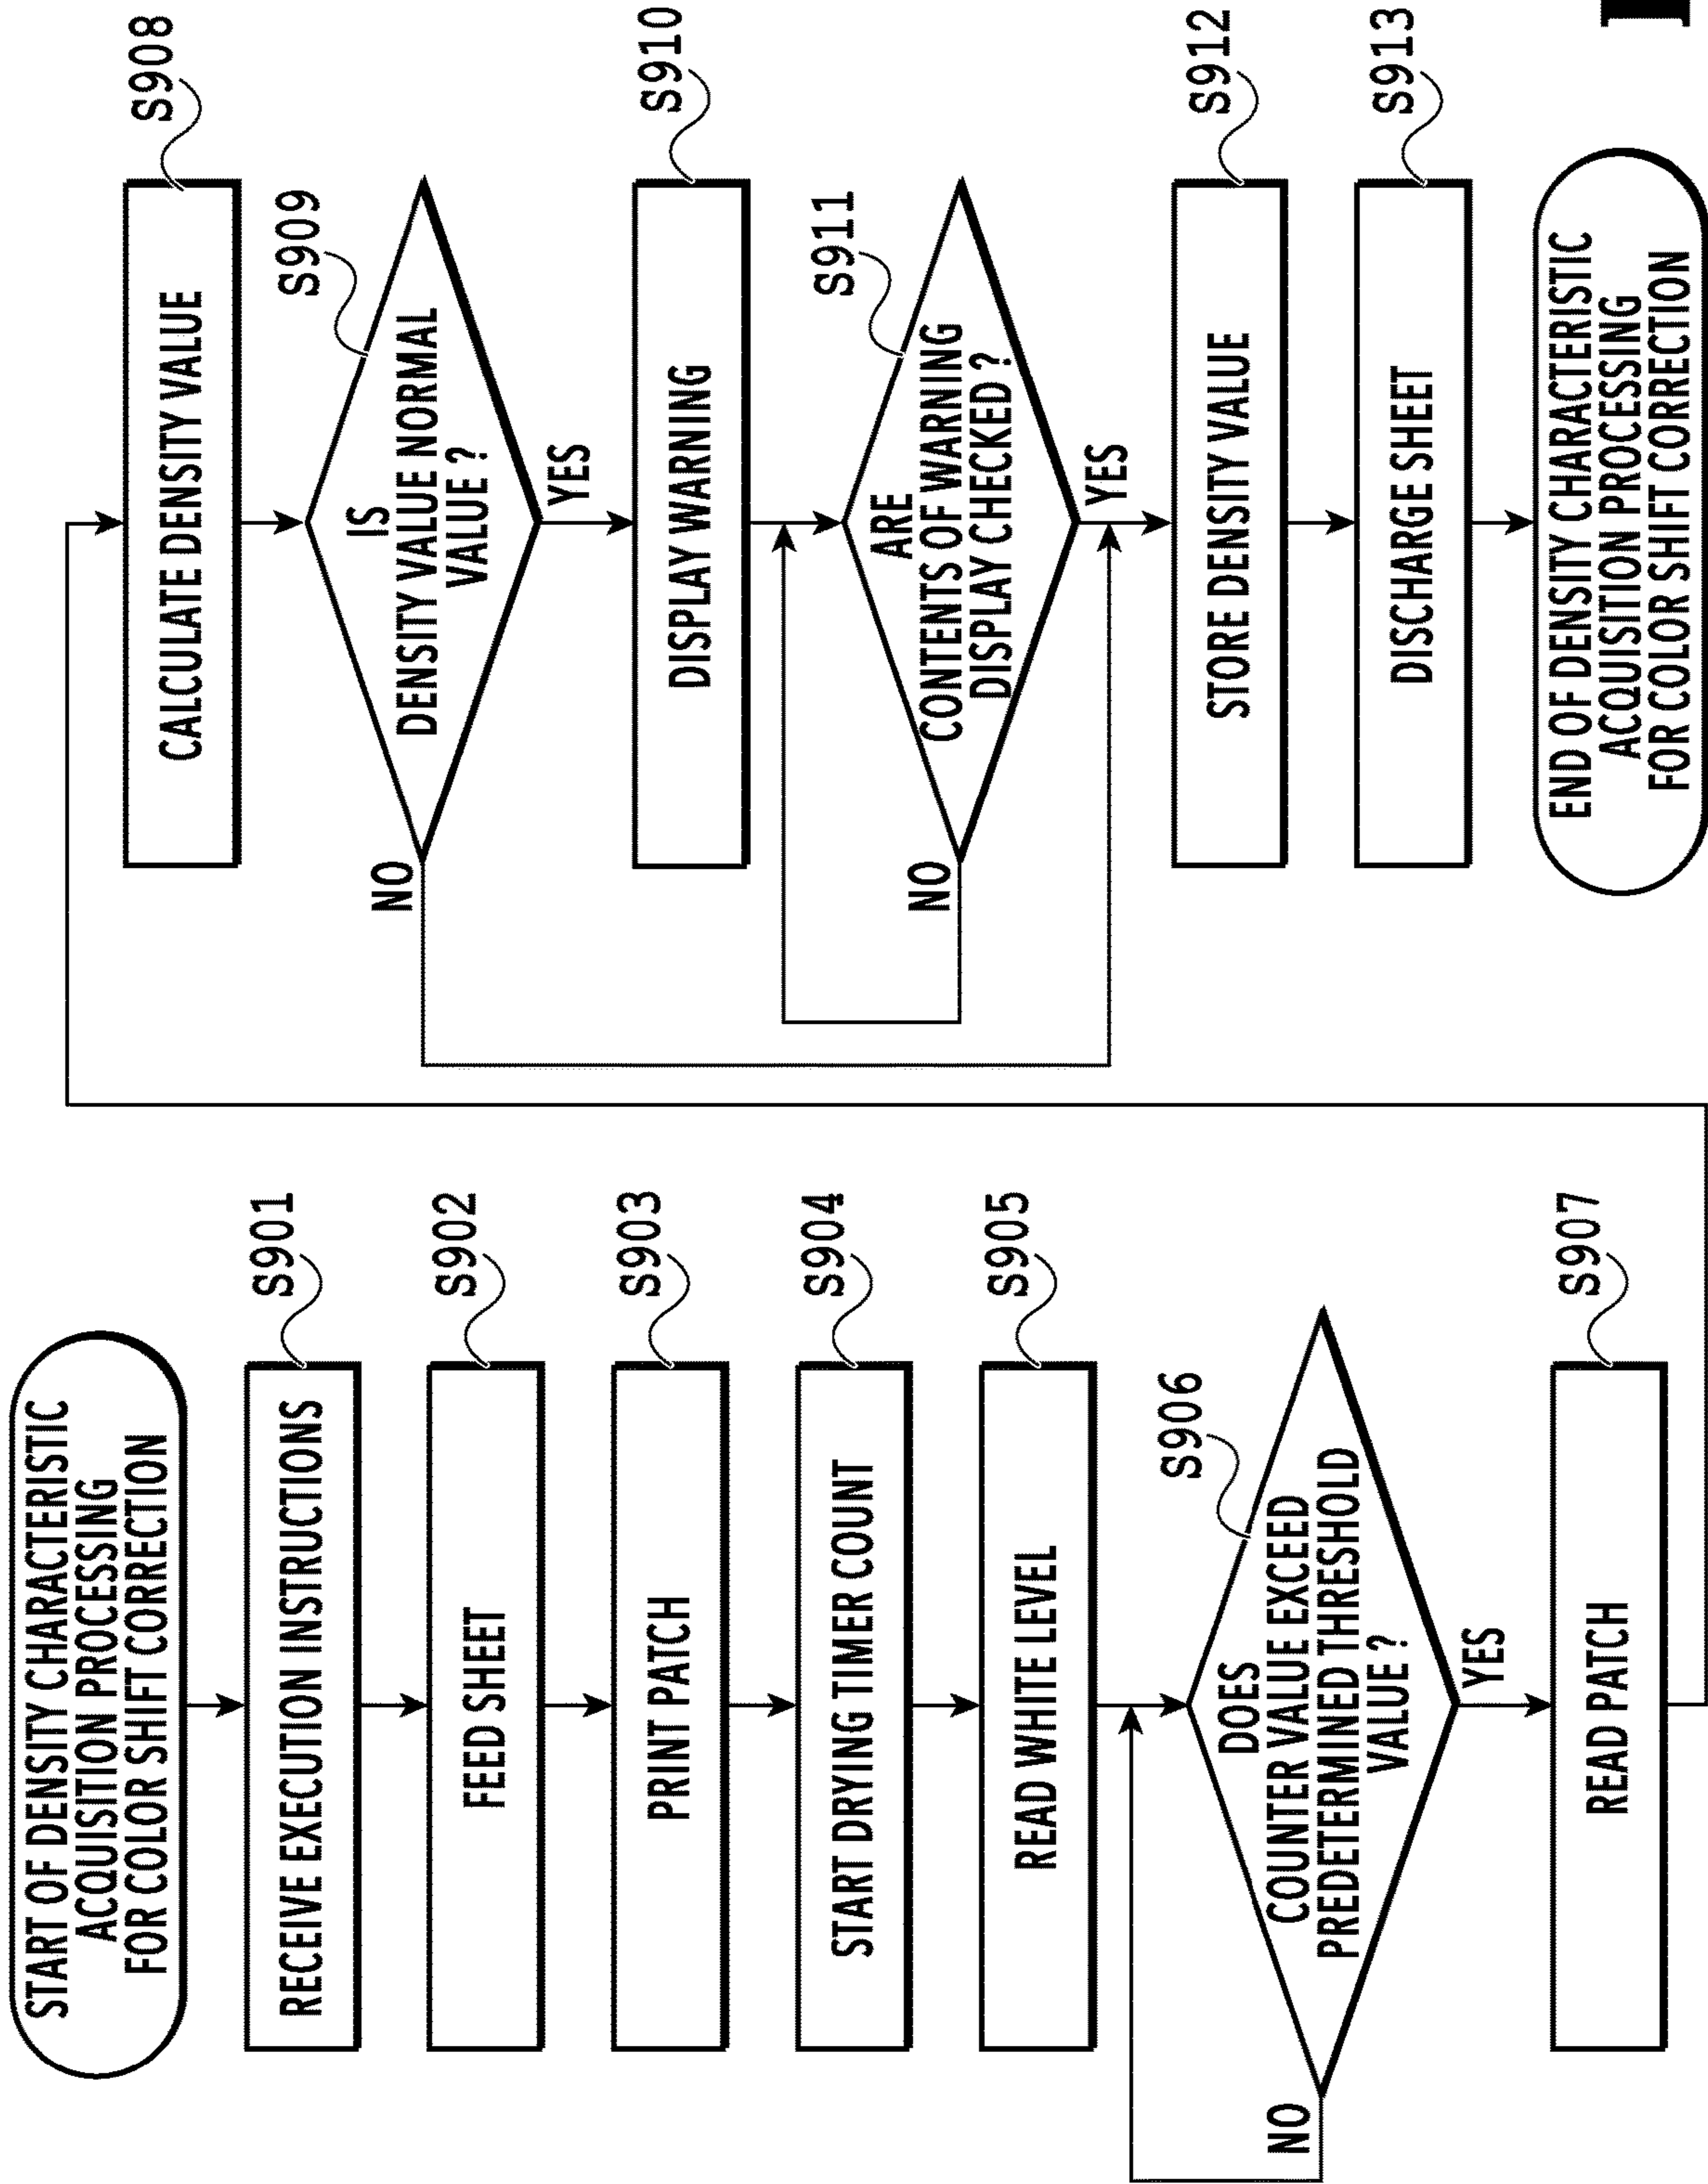 START OF DENSITY CHARACTERISTIC
ACQUISITION PROCESSING
FOR COLOR SHIFT CORRECTION
S901
RECEIVE EXECUTION INSTRUCTIONS
S902
FEED SHEET
S903
PRINT PATCH
S904
START DRYING TIMER COUNT
S905
READ WHITE LEVEL
S906
DOES
COUNTER VALUE EXCEED
PREDETERMINED THRESHOLD
VALUE ?
NO
YES
S907
READ PATCH
S908
CALCULATE DENSITY VALUE
S909
IS
DENSITY VALUE NORMAL
VALUE ?
NO
YES
S910
DISPLAY WARNING
S911
ARE
CONTENTS OF WARNING
DISPLAY CHECKED ?
NO
YES
S912
STORE DENSITY VALUE
S913
DISCHARGE SHEET
END OF DENSITY CHARACTERISTIC
ACQUISITION PROCESSING
FOR COLOR SHIFT CORRECTION